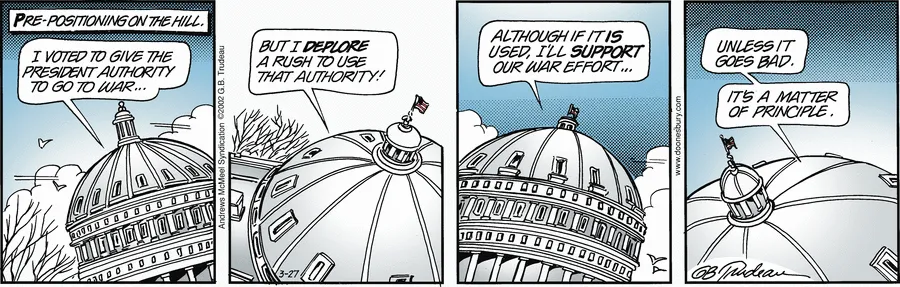 PRE-POSITIONING ON THE HILL.
I VOTED TO GIVE THE
PRESIDENT AUTHORITY
TO GO TO WAR...
Andrews McMeel Syndication ©2002 G.B. Trudeau
BUT I DEPLORE
A RUSH TO USE
THAT AUTHORITY!
3-27
ALTHOUGH IF IT IS
USED, I'LL SUPPORT
OUR WAR EFFORT...
www.doonesbury.com
UNLESS IT
GOES BAD.
IT'S A MATTER
OF PRINCIPLE.
GB Trudeau